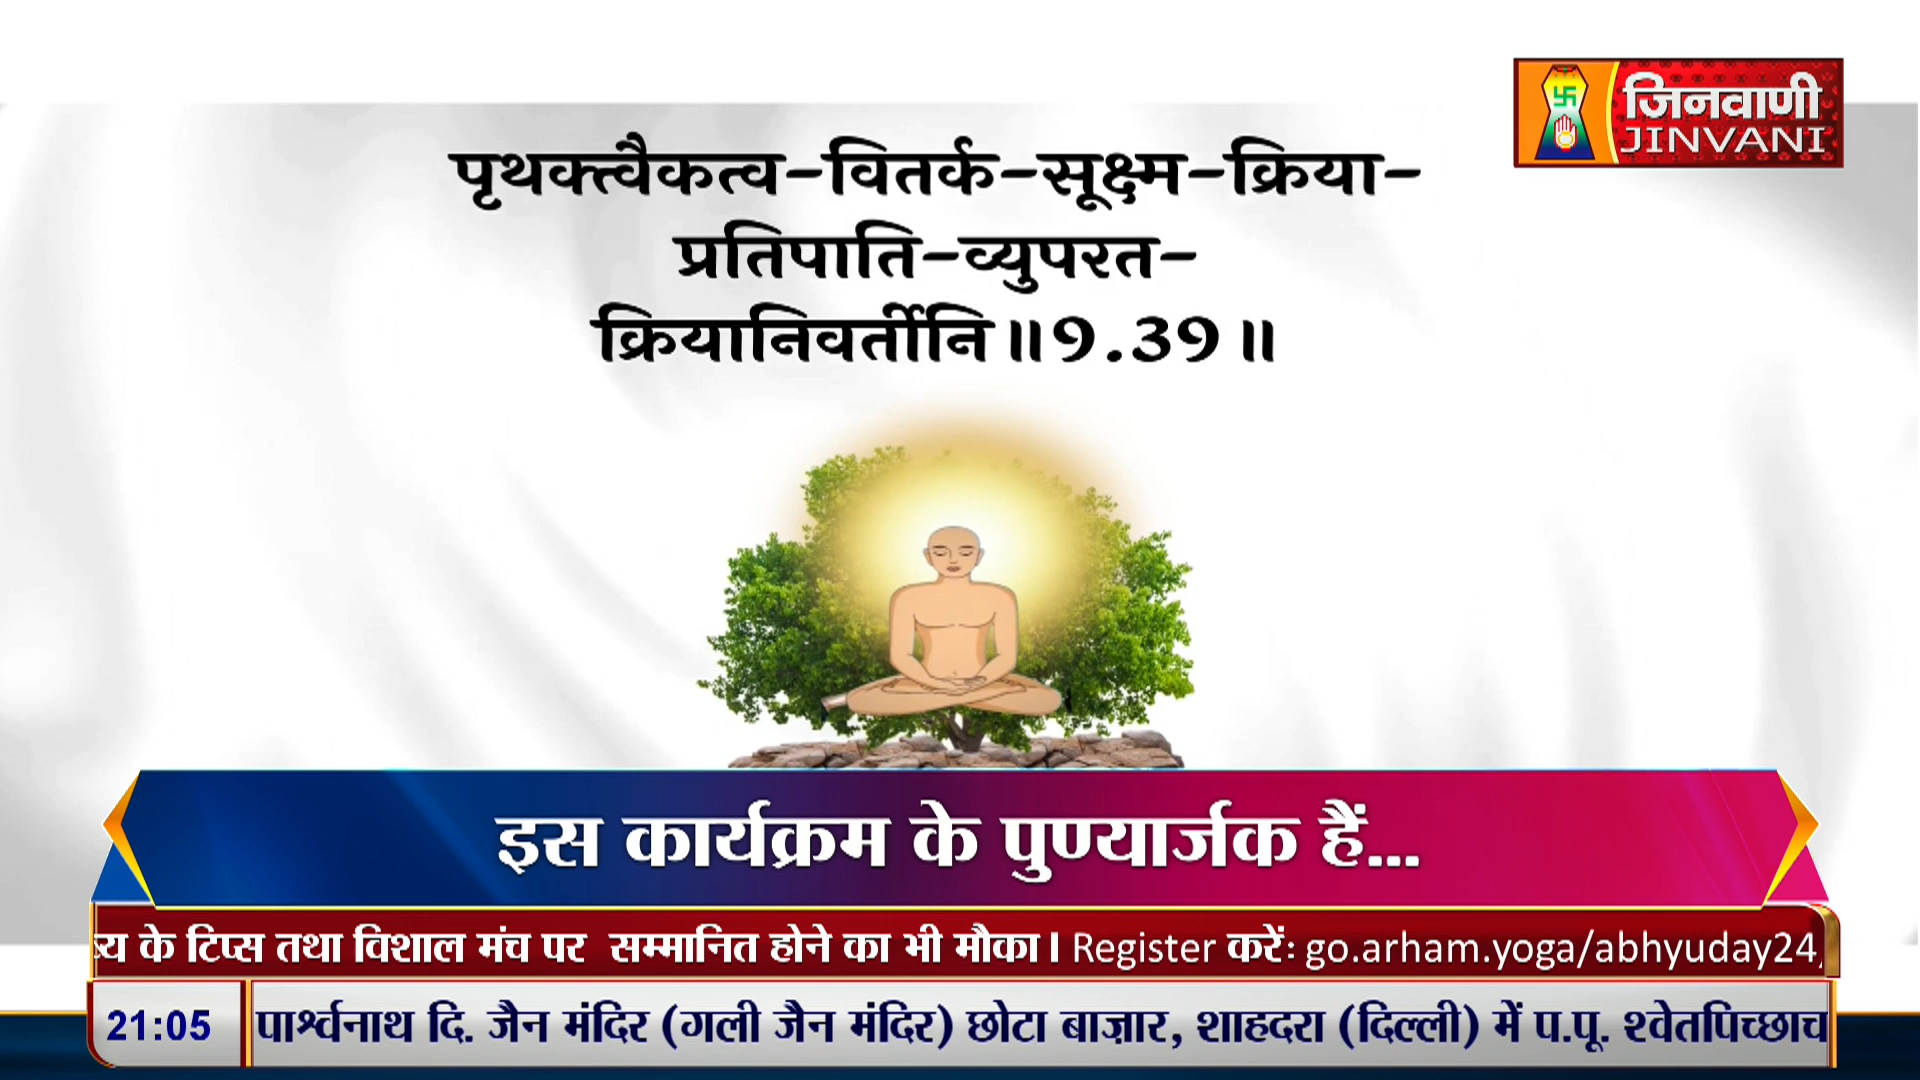 जिनवाणी
JINVANI
पृथक्त्वैकत्व-वितर्क-सूक्ष्म-क्रिया-
प्रतिपाति-व्युपरत-
क्रियानिवर्तीनि॥9.39॥
इस कार्यक्रम के पुण्यार्जक हैं...
के टिप्स तथा विशाल मंच पर सम्मानित होने का भी मौका। Register करें: go.arham.yoga/abhyuday24
21:05
पार्श्वनाथ दि. जैन मंदिर (गली जैन मंदिर) छोटा बाज़ार, शाहदरा (दिल्ली) में प.पू. श्वेतपिच्छाच